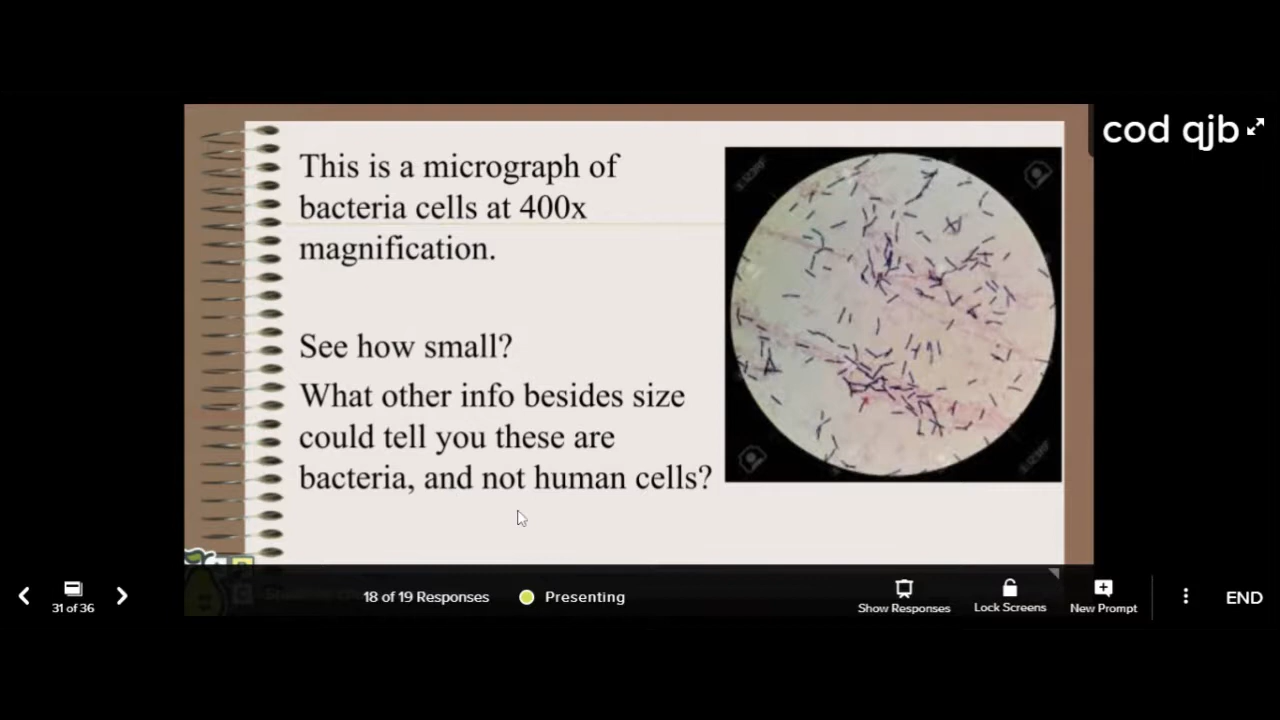 cod qjb
This is a micrograph of
bacteria cells at 400x
magnification.
See how small?
What other info besides size
could tell you these are
bacteria, and not human cells?
31 of 36
18 of 19 Responses
Presenting
Show Responses
Lock Screens
New Prompt
END